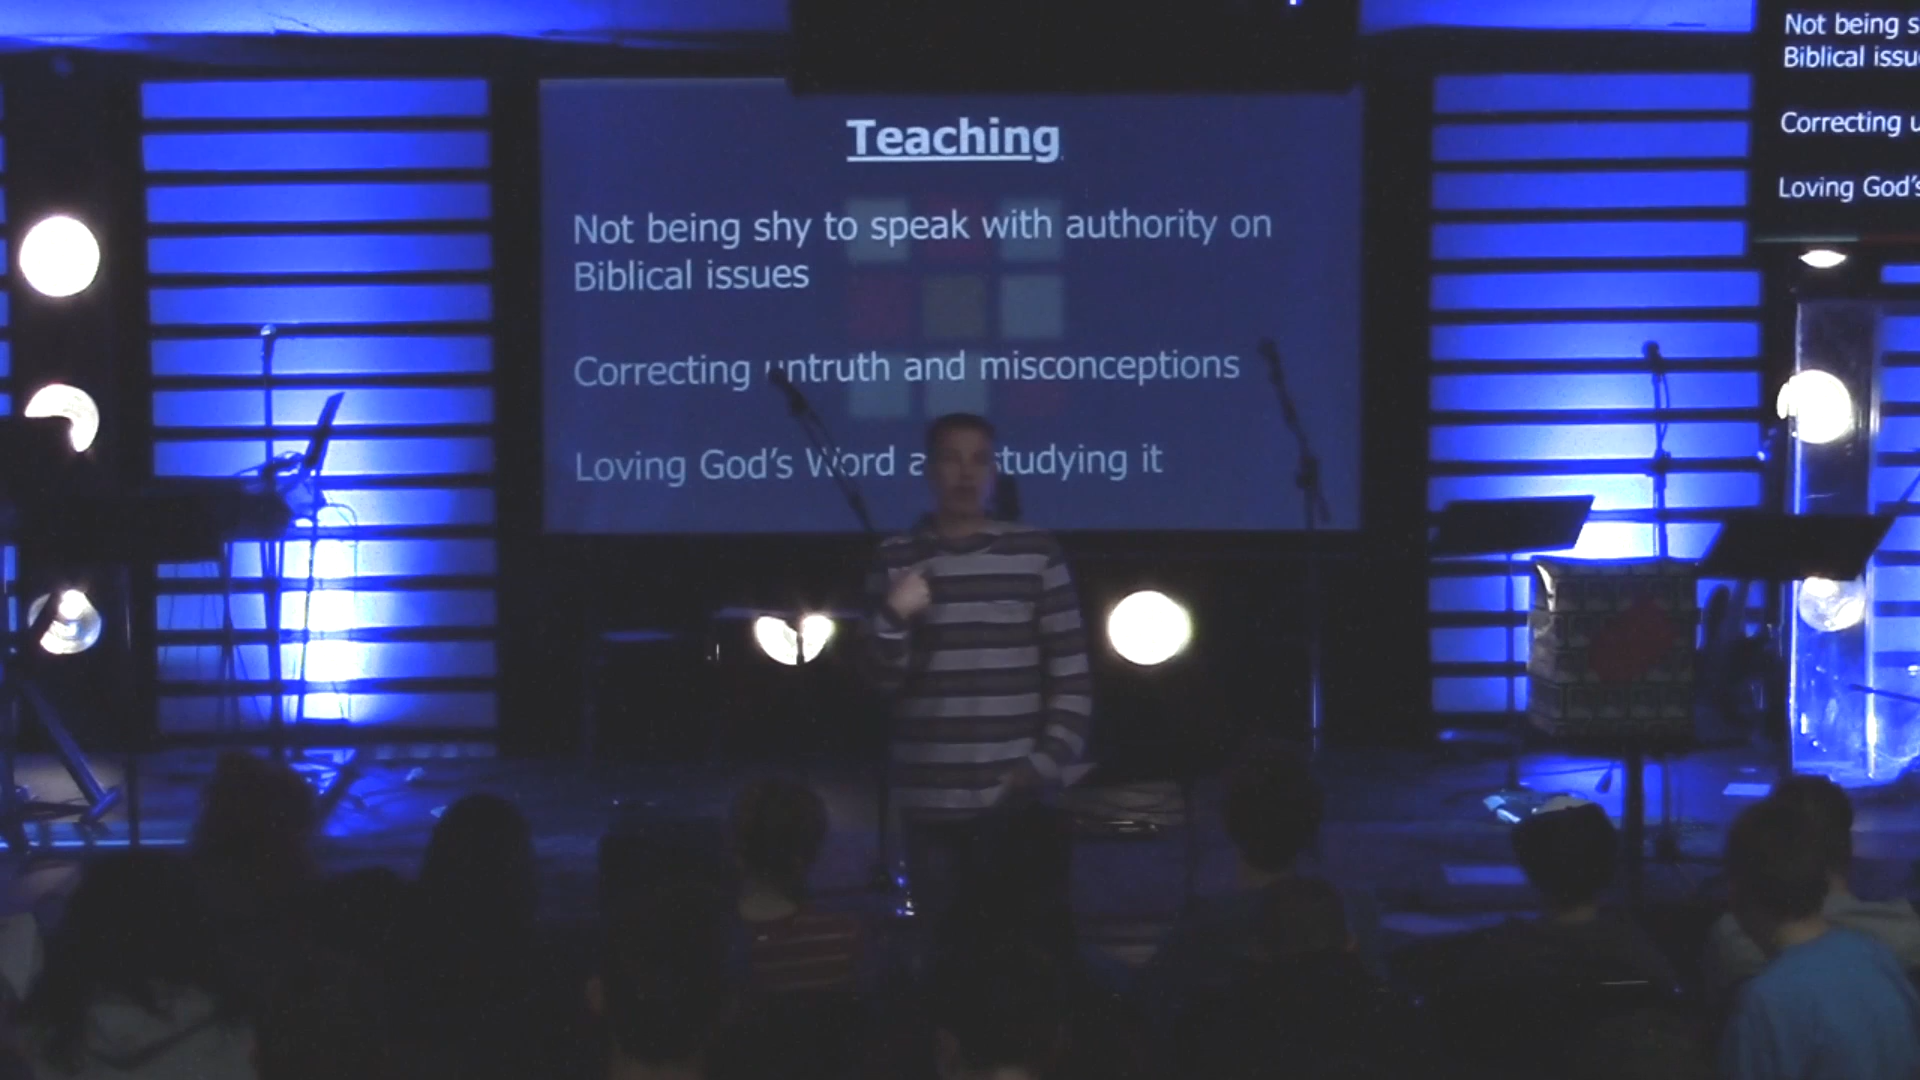 Teaching
Not being shy to speak with authority on
Biblical issues
Correcting untruth and misconceptions
Loving God's Word a studying it
Not being s
Biblical issu
Correcting u
Loving God's